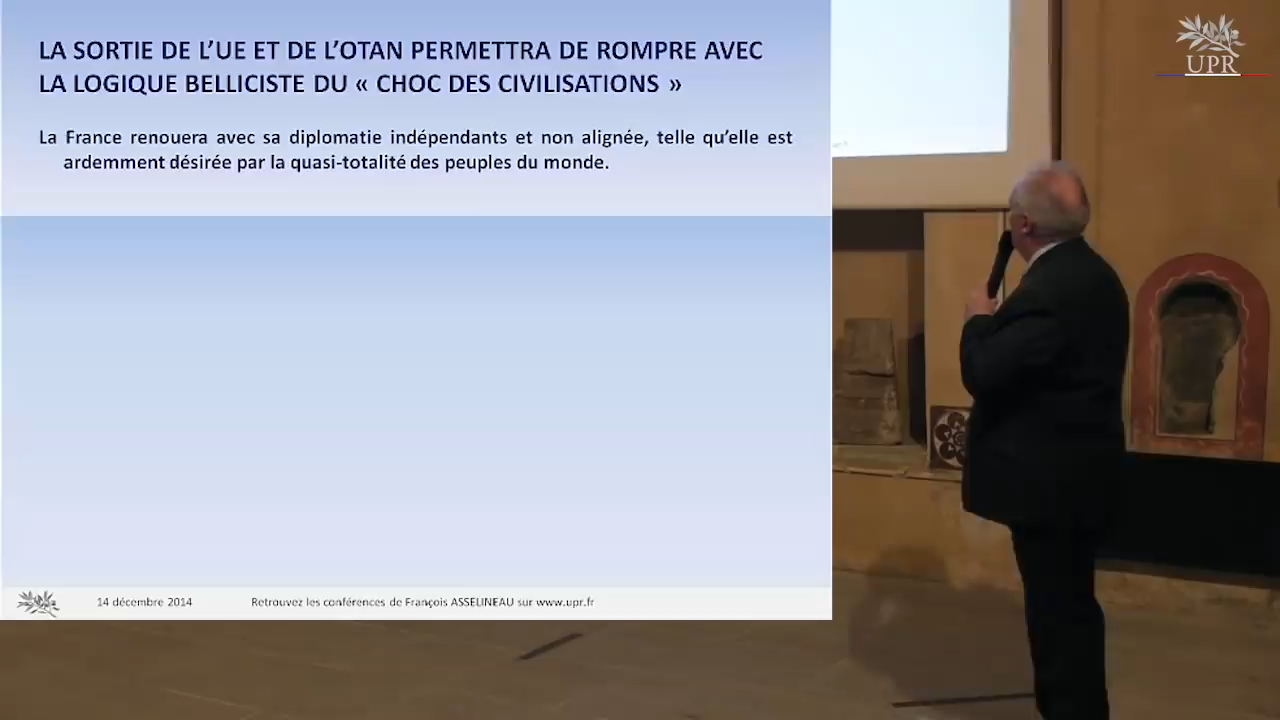 LA SORTIE DE L'UE ET DE L'OTAN PERMETTRA DE ROMPRE AVEC
LA LOGIQUE BELLICISTE DU « CHOC DES CIVILISATIONS »
La France renouera avec sa diplomatie indépendants et non alignée, telle qu'elle est
ardemment désirée par la quasi-totalité des peuples du monde.
14 décembre 2014
Retrouvez les conférences de François ASSELINEAU sur www.upr.fr
UPR